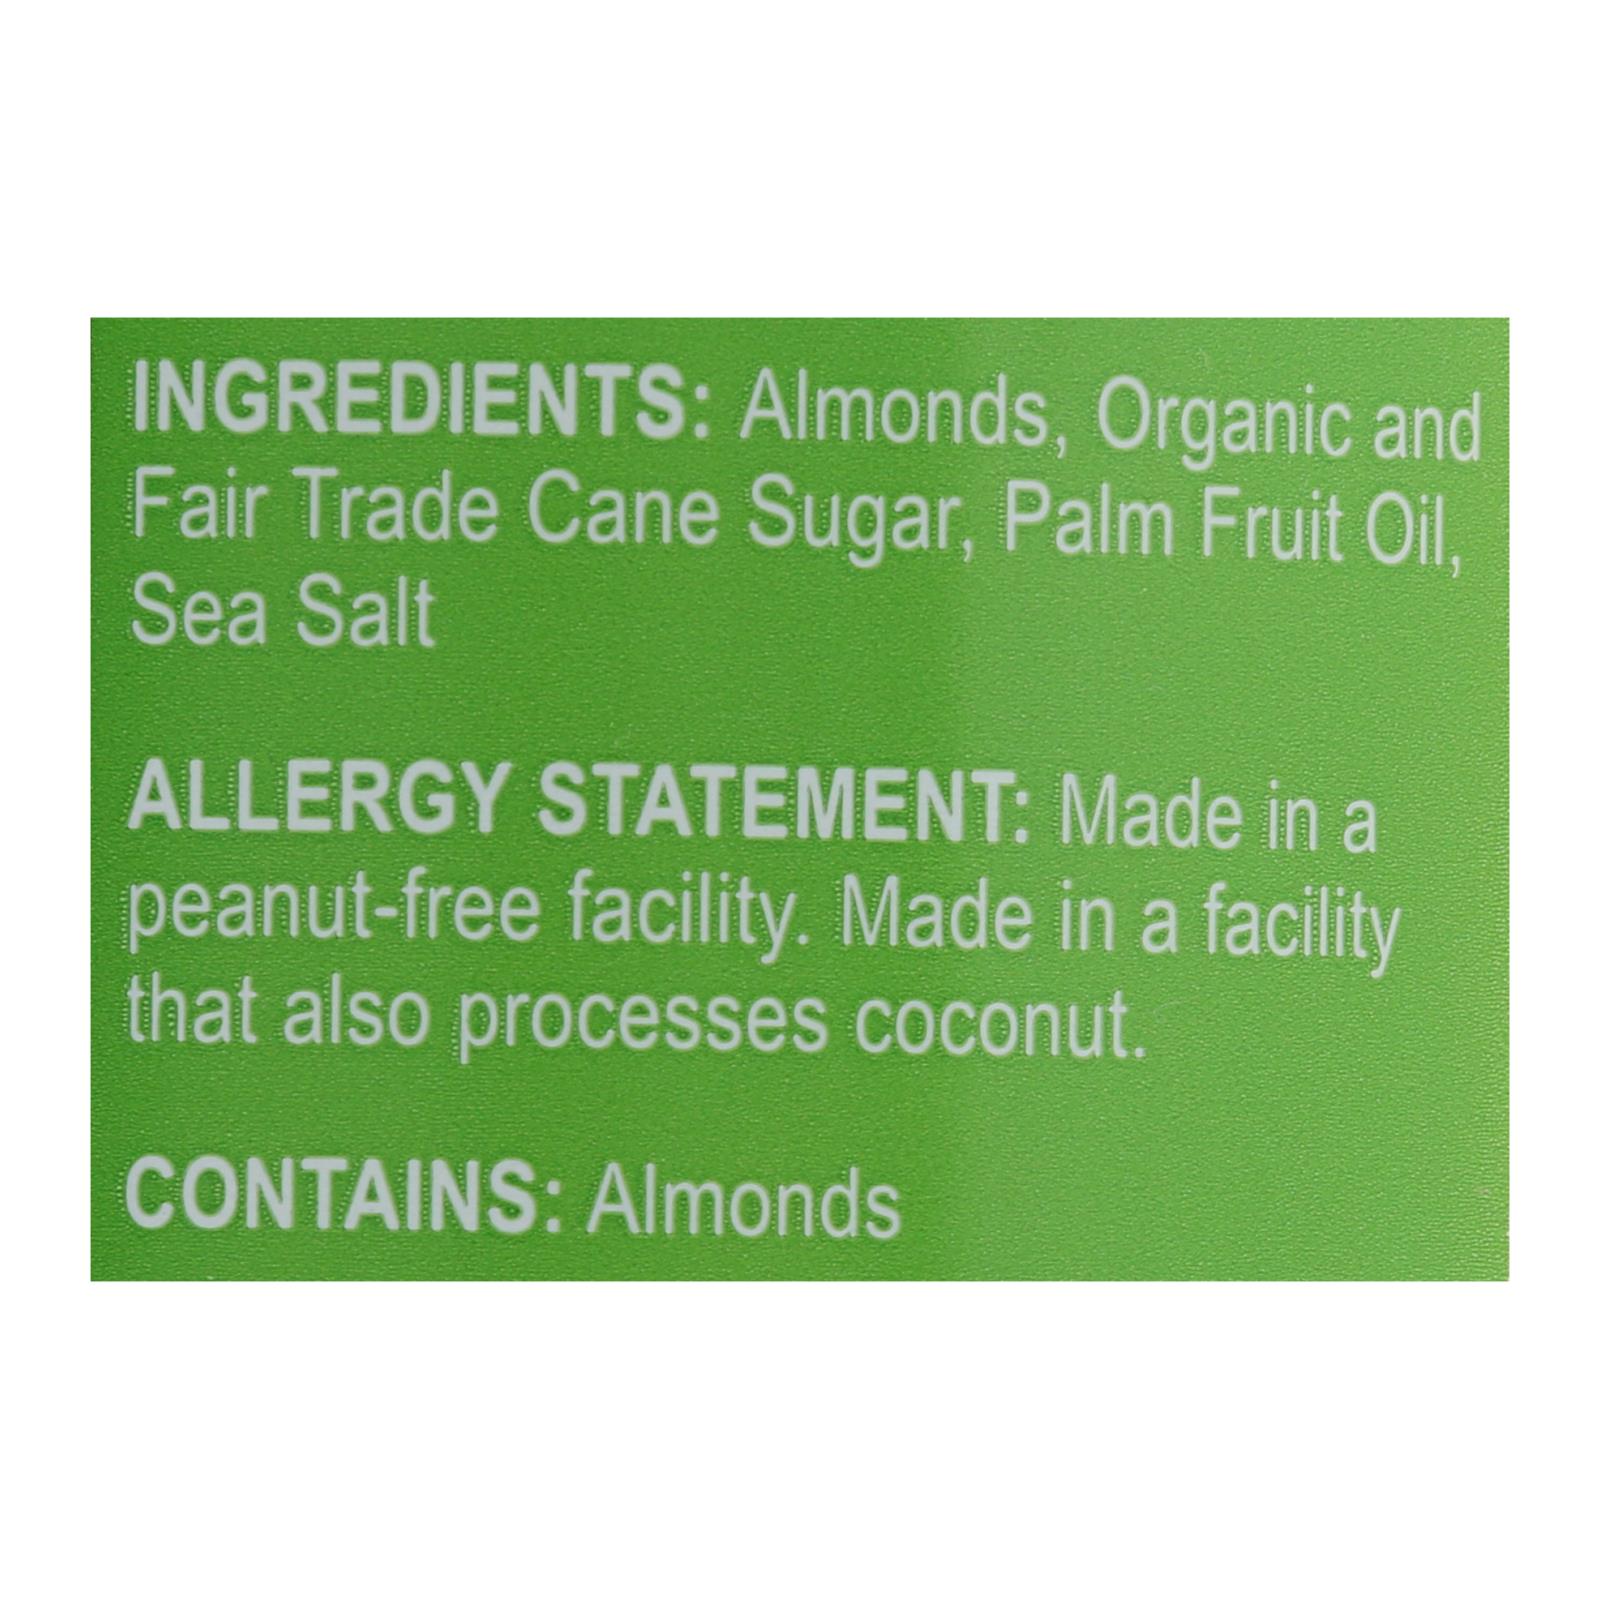 INGREDIENTS: Almonds, Organic and
Fair Trade Cane Sugar, Palm Fruit Oil,
Sea Salt
ALLERGY STATEMENT: Made in a
peanut-free facility. Made in a facility
that also processes coconut.
CONTAINS: Almonds